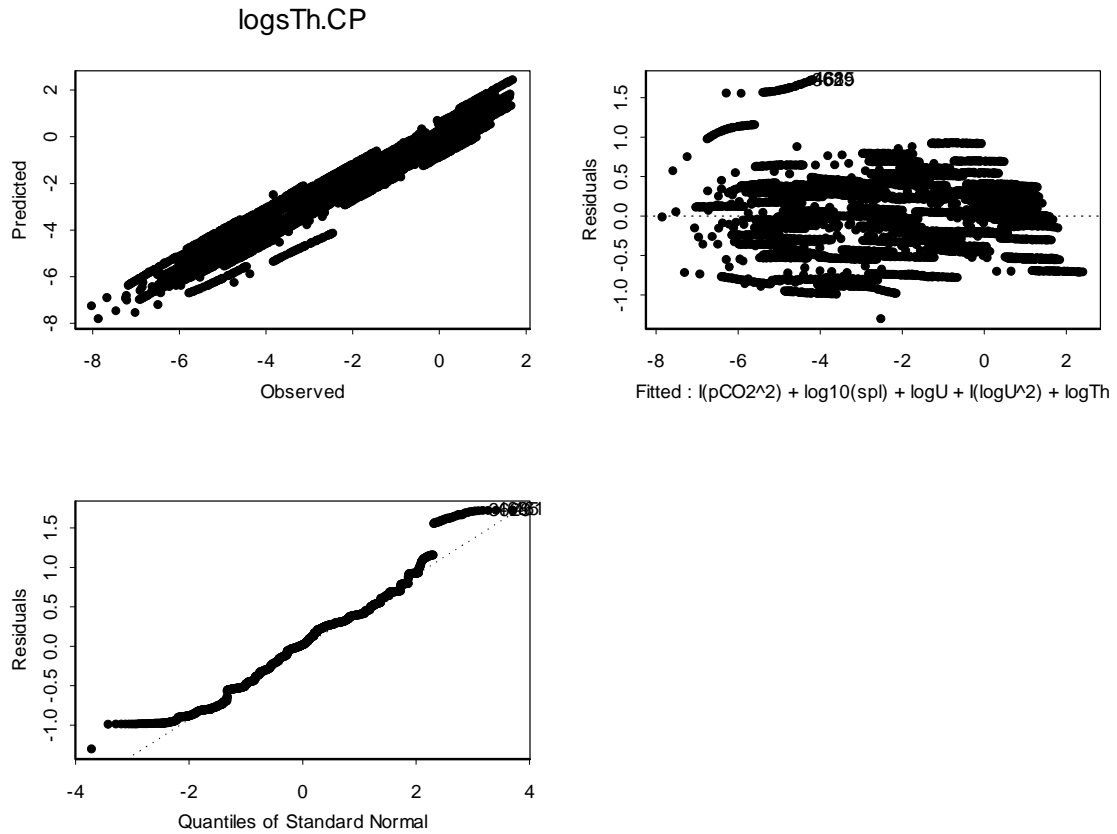 logsTh.CP
Predicted
2
0
-2
-4
-6
-8
-8 -6 -4 -2 0 2
Observed
Residuals
1.5
1.0
0.5
0.0
-0.5
-1.0
-8 -6 -4 -2 0 2
Fitted : I(pCO2^2) + log10(spl) + logU + I(logU^2) + logTh
Residuals
1.5
1.0
0.5
0.0
-0.5
-1.0
-4 -2 0 2 4
Quantiles of Standard Normal